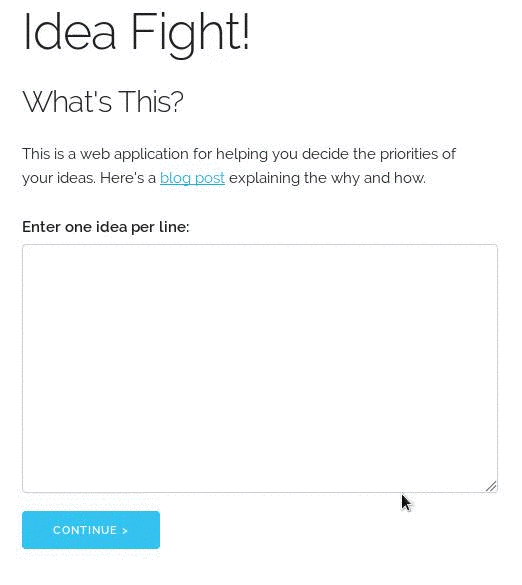 Idea Fight!
What's This?
This is a web application for helping you decide the priorities of
your ideas. Here's a blog post explaining the why and how.
Enter one idea per line:
CONTINUE >